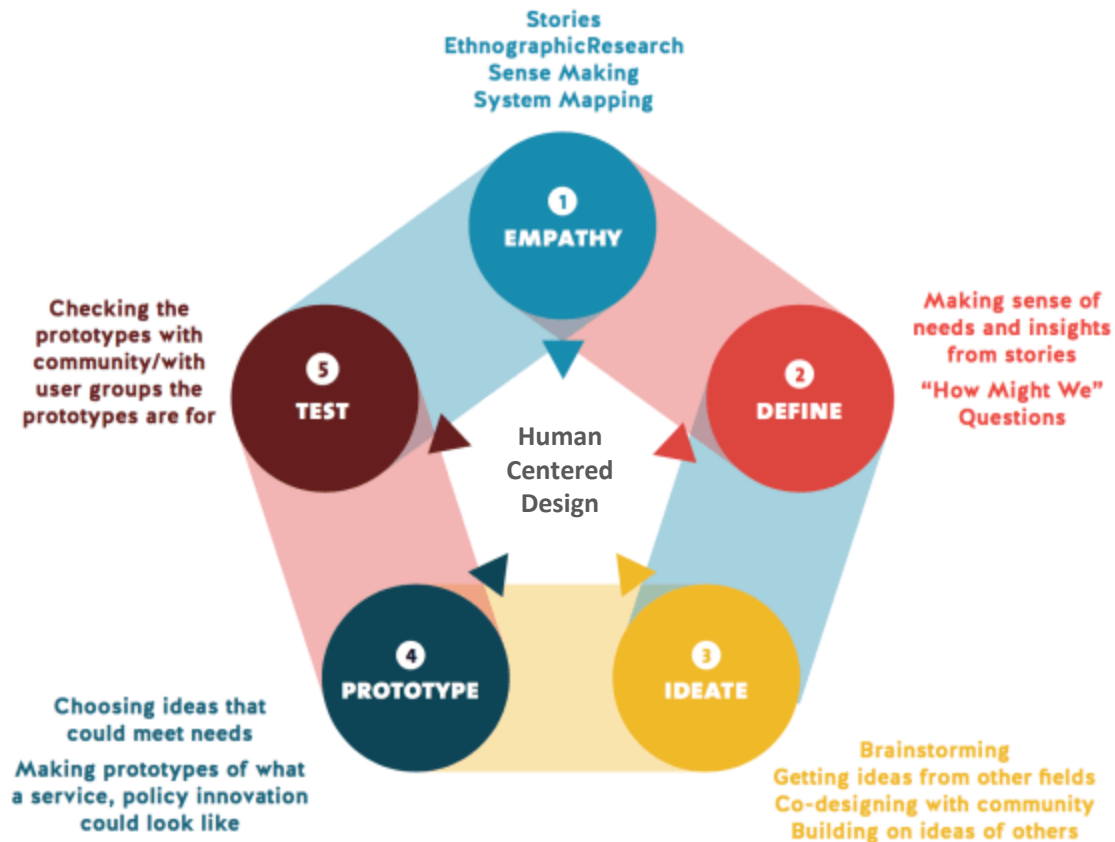 Stories
EthnographicResearch
Sense Making
System Mapping
1
EMPATHY
Making sense of
needs and insights
from stories
"How Might We"
Questions
2
DEFINE
Checking the
prototypes with
community/with
user groups the
prototypes are for
5
TEST
Human
Centered
Design
3
IDEATE
Brainstorming
Getting ideas from other fields
Co-designing with community
Building on ideas of others
4
PROTOTYPE
Choosing ideas that
could meet needs
Making prototypes of what
a service, policy innovation
could look like